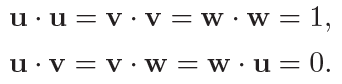 u · u = v · v = w · w = 1,
u · v = v · w = w · u = 0.